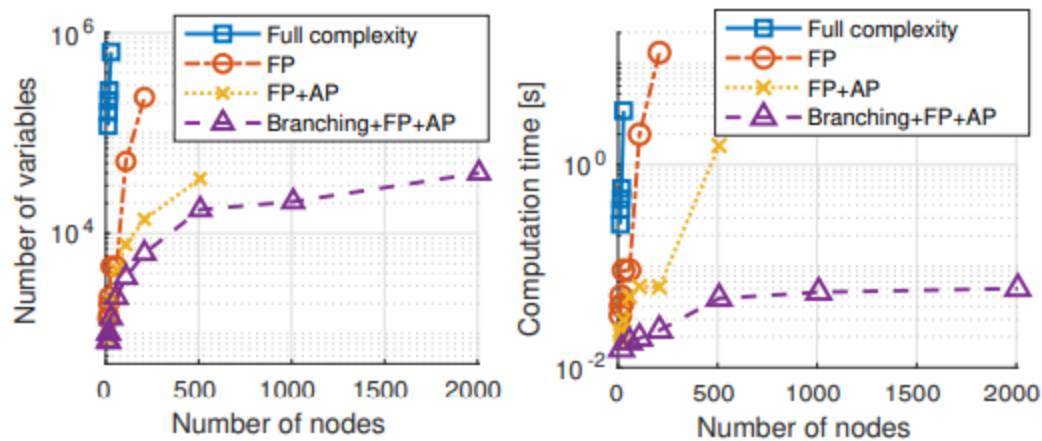 10^6
Full complexity
FP
FP+AP
Branching+FP+AP
10^4
Number of variables
0 500 1000 1500 2000
Number of nodes
Full complexity
FP
FP+AP
Branching+FP+AP
10^0
10^-2
Computation time [s]
0 500 1000 1500 2000
Number of nodes